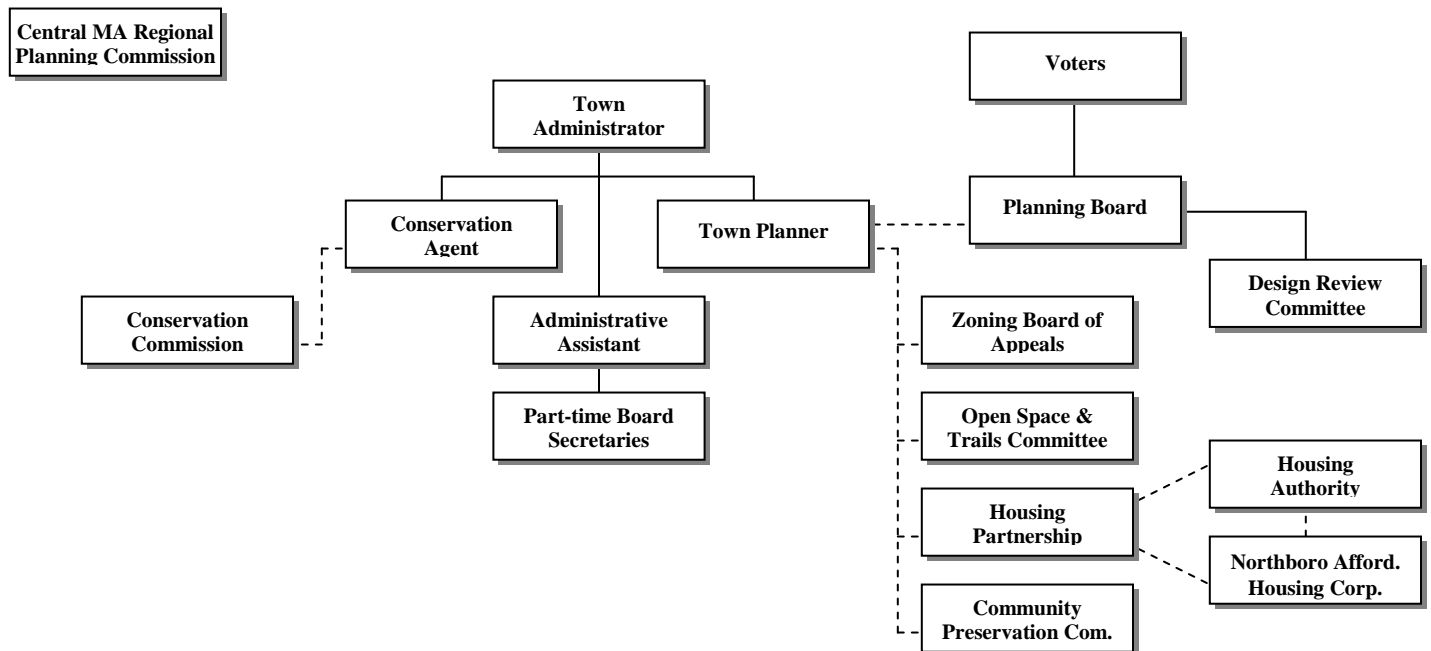 Central MA Regional
Planning Commission
Voters
Town
Administrator
Planning Board
Conservation
Agent
Town Planner
Design Review
Committee
Conservation
Commission
Administrative
Assistant
Zoning Board of
Appeals
Part-time Board
Secretaries
Open Space &
Trails Committee
Housing
Authority
Housing
Partnership
Northboro Afford.
Housing Corp.
Community
Preservation Com.